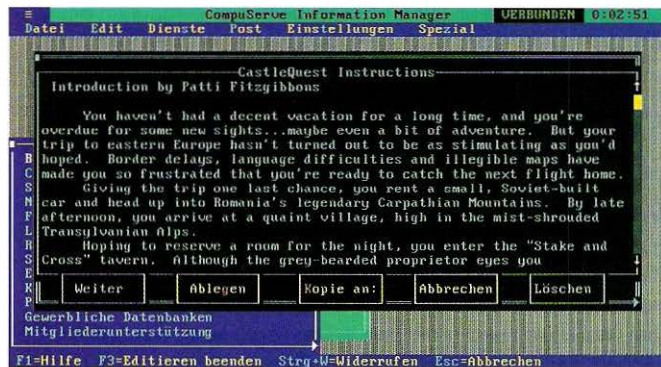 ≡ CompuServe Information Manager VERBUNDEN 0:02:51
Datei Edit Dienste Post Einstellungen Spezial
CastleQuest Instructions
Introduction by Patti Fitzgibbons
You haven't had a decent vacation for a long time, and you're
overdue for some new sights...maybe even a bit of adventure. But your
trip to eastern Europe hasn't turned out to be as stimulating as you'd
hoped. Border delays, language difficulties and illegible maps have
made you so frustrated that you're ready to catch the next flight home.
Giving the trip one last chance, you rent a small, Soviet-built
car and head up into Romania's legendary Carpathian Mountains. By late
afternoon, you arrive at a quaint village, high in the mist-shrouded
Transylvanian Alps.
Hoping to reserve a room for the night, you enter the "Stake and
Cross" tavern. Although the grey-bearded proprietor eyes you
Weiter Ablegen Kopie an: Abbrechen Löschen
B
C
S
N
F
L
R
S
E
K
P
Gewerbliche Datenbanken
Mitgliederunterstützung
F1=Hilfe F3=Editieren beenden Strg+W=Widerrufen Esc=Abbrechen